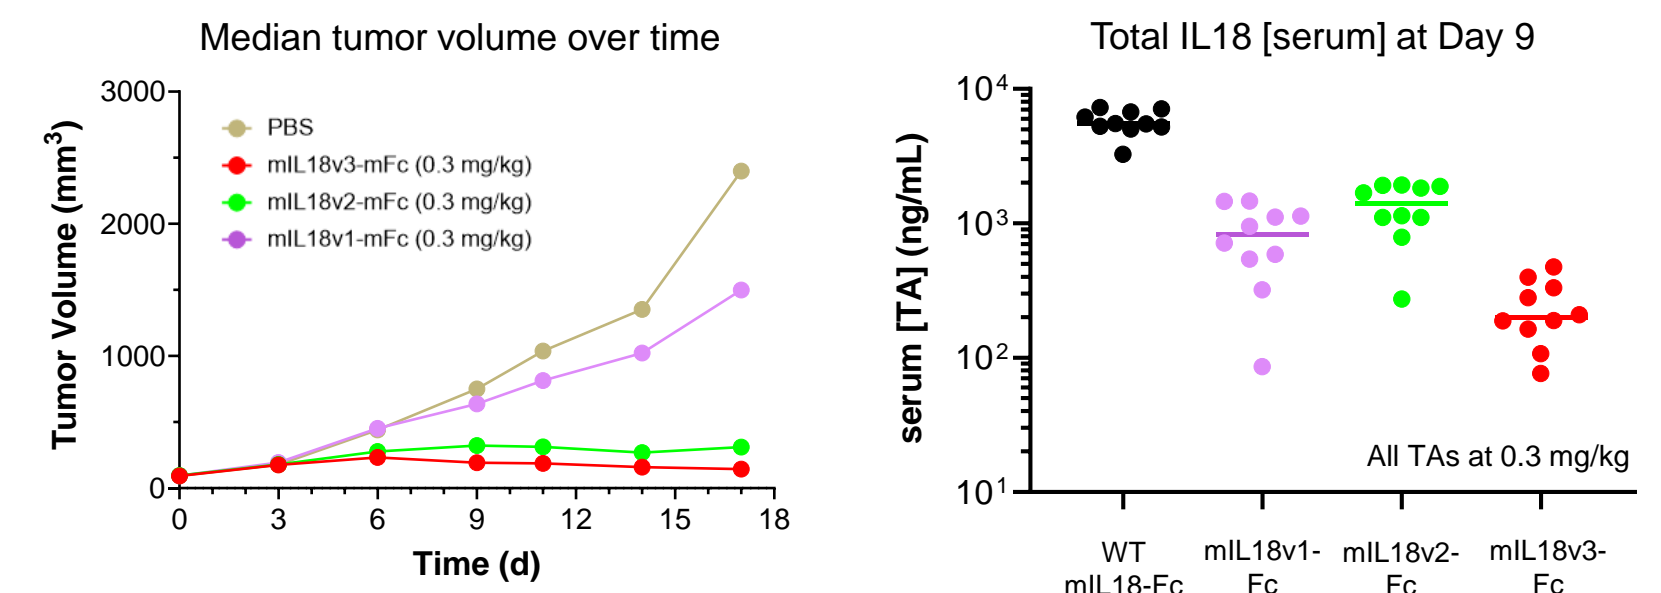 Median tumor volume over time
3000
2000
1000
0
Tumor Volume (mm³)
PBS
mIL18v3-mFc (0.3 mg/kg)
mIL18v2-mFc (0.3 mg/kg)
mIL18v1-mFc (0.3 mg/kg)
0 3 6 9 12 15 18
Time (d)
Total IL18 [serum] at Day 9
10⁴
10³
10²
10¹
serum [TA] (ng/mL)
All TAs at 0.3 mg/kg
WT
mIL18-Fc
mIL18v1-
Fc
mIL18v2-
Fc
mIL18v3-
Fc